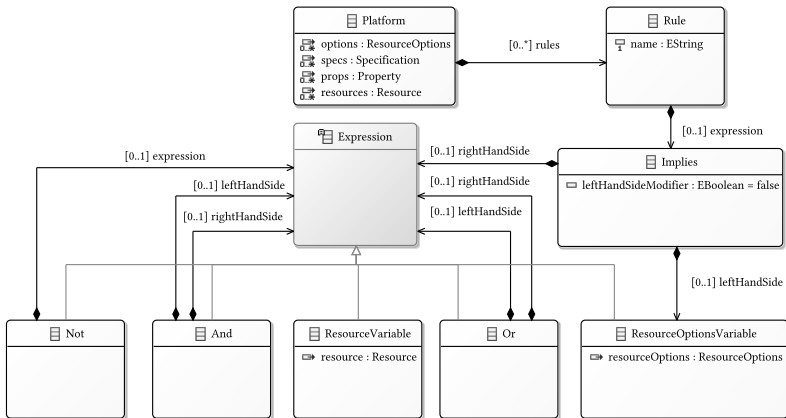 Platform
Rule
options : ResourceOptions
specs : Specification
props : Property
resources : Resource
[0..*] rules
name : EString
[0..1] expression
Expression
[0..1] expression
[0..1] rightHandSide
Implies
[0..1] leftHandSide
[0..1] rightHandSide
leftHandSideModifier : EBoolean = false
[0..1] rightHandSide
[0..1] leftHandSide
[0..1] leftHandSide
Not
And
ResourceVariable
Or
ResourceOptionsVariable
resource : Resource
resourceOptions : ResourceOptions